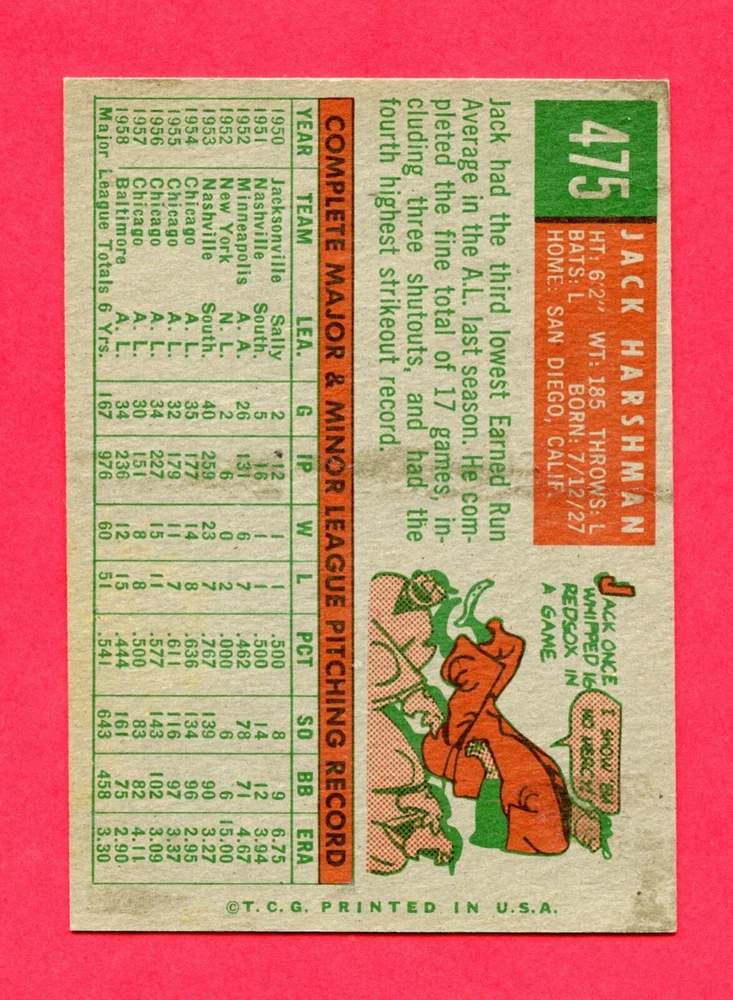 475
JACK HARSHMAN
HT: 6'2" WT: 185 THROWS: L
BATS: L BORN: 7/12/27
HOME: SAN DIEGO, CALIF.
Jack had the third lowest Earned Run
Average in the A.L. last season. He com-
pleted the fine total of 17 games, in-
cluding three shutouts, and had the
fourth highest strikeout record.
JACK ONCE
WHIPPED 16
REDSOX IN
A GAME
I SHOW
NO MERCY!
COMPLETE MAJOR & MINOR LEAGUE PITCHING RECORD
YEAR TEAM LEA. G IP W L PCT SO BB ERA
1950 Jacksonville Sally 2 12 1 1 .500 8 9 6.75
1951 Nashville South. 5 16 1 1 .500 14 12 3.94
1952 Minneapolis A. A. 26 131 6 7 .462 78 71 4.67
1952 New York N. L. 2 6 0 2 .000 6 6 15.00
1953 Nashville South. 40 259 23 7 .767 139 90 3.27
1954 Chicago A. L. 35 177 14 8 .636 134 96 2.95
1955 Chicago A. L. 32 179 11 7 .611 116 97 3.37
1956 Chicago A. L. 34 227 15 11 .577 143 102 3.09
1957 Chicago A. L. 30 151 8 8 .500 83 82 4.11
1958 Baltimore A. L. 34 236 12 15 .444 161 75 2.90
Major League Totals 6 Yrs. 167 976 60 51 .541 643 458 3.30
©T.C.G. PRINTED IN U.S.A.